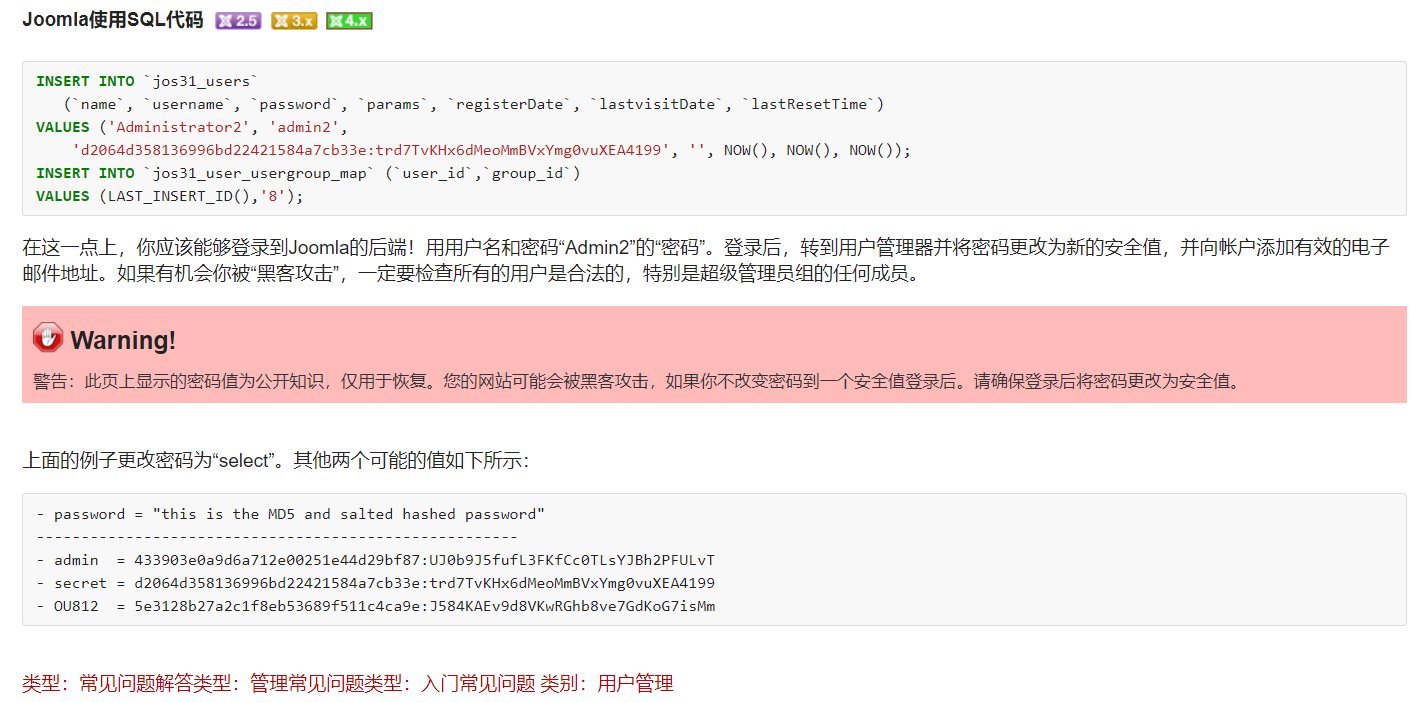 Joomla使用SQL代码 2.5 3.x 4.x
INSERT INTO `jos31_users`
(`name`, `username`, `password`, `params`, `registerDate`, `lastvisitDate`, `lastResetTime`)
VALUES ('Administrator2', 'admin2',
'd2064d358136996bd22421584a7cb33e:trd7TvKHx6dMeoMmBVxYmg0vuXEA4199', '', NOW(), NOW(), NOW());
INSERT INTO `jos31_user_usergroup_map` (`user_id`,`group_id`)
VALUES (LAST_INSERT_ID(),'8');
在这一点上，你应该能够登录到Joomla的后端！用用户名和密码“Admin2”的“密码”。登录后，转到用户管理器并将密码更改为新的安全值，并向帐户添加有效的电子
邮件地址。如果有机会你被“黑客攻击”，一定要检查所有的用户是合法的，特别是超级管理员组的任何成员。
Warning!
警告：此页上显示的密码值为公开知识，仅用于恢复。您的网站可能会被黑客攻击，如果你不改变密码到一个安全值登录后。请确保登录后将密码更改为安全值。
上面的例子更改密码为“select”。其他两个可能的值如下所示：
- password = "this is the MD5 and salted hashed password"
------------------------------------------------------
- admin = 433903e0a9d6a712e00251e44d29bf87:UJ0b9J5fufL3FKfCc0TLsYJBh2PFULvT
- secret = d2064d358136996bd22421584a7cb33e:trd7TvKHx6dMeoMmBVxYmg0vuXEA4199
- OU812 = 5e3128b27a2c1f8eb53689f511c4ca9e:J584KAEv9d8VKwRGhb8ve7GdKoG7isMm
类型：常见问题解答类型：管理常见问题类型：入门常见问题 类别：用户管理